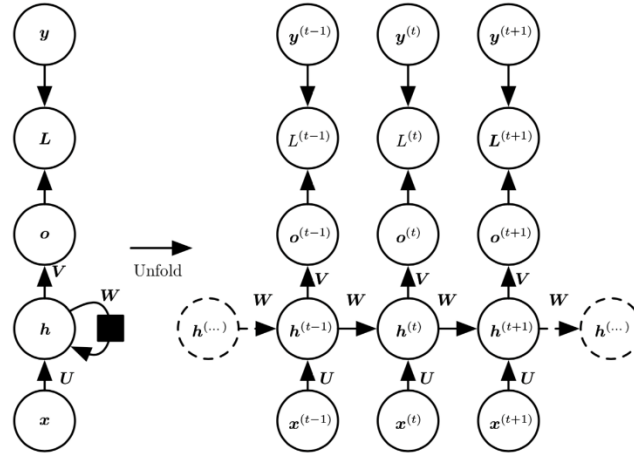 y y^(t−1) y^(t) y^(t+1)
L L^(t−1) L^(t) L^(t+1)
o o^(t−1) o^(t) o^(t+1)
Unfold
V V V V
W W W W W
h h^(...) h^(t−1) h^(t) h^(t+1) h^(...)
U U U U
x x^(t−1) x^(t) x^(t+1)